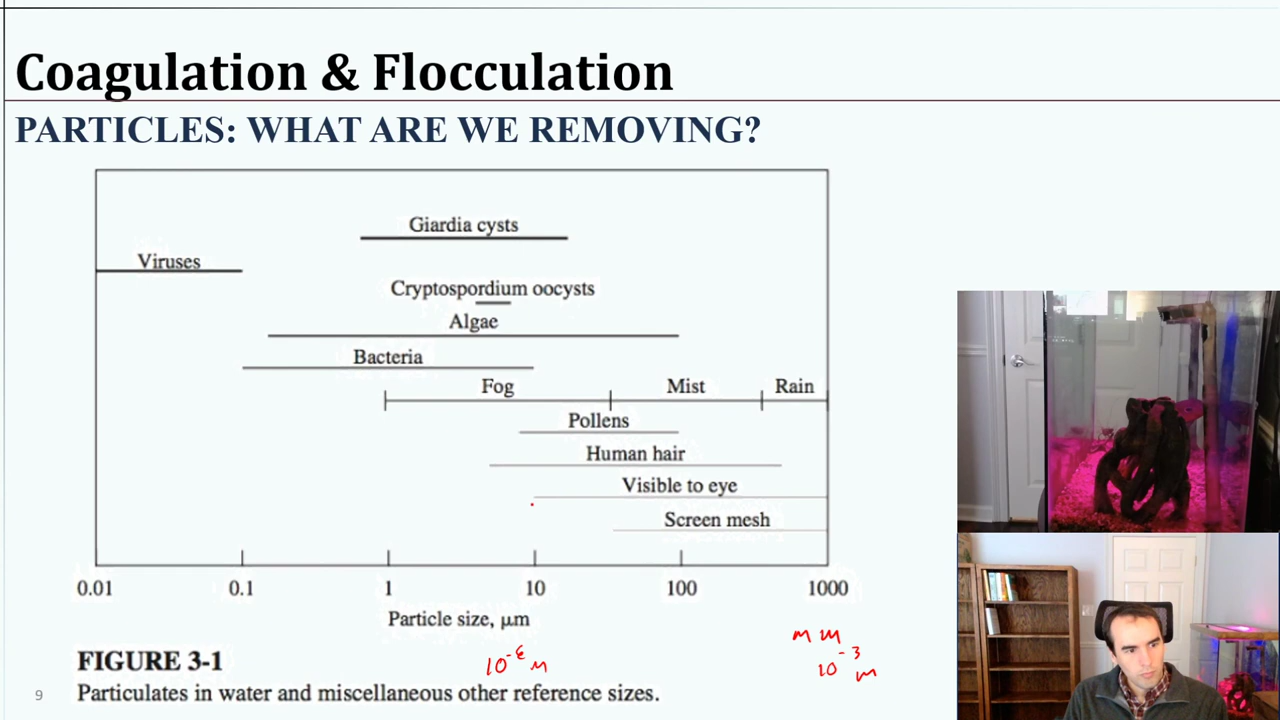 Coagulation & Flocculation
PARTICLES: WHAT ARE WE REMOVING?
Giardia cysts
Viruses
Cryptospordium oocysts
Algae
Bacteria
Fog Mist Rain
Pollens
Human hair
Visible to eye
Screen mesh
0.01 0.1 1 10 100 1000
Particle size, μm
mm
10⁻³ m
10⁻⁶ m
FIGURE 3-1
Particulates in water and miscellaneous other reference sizes.
9